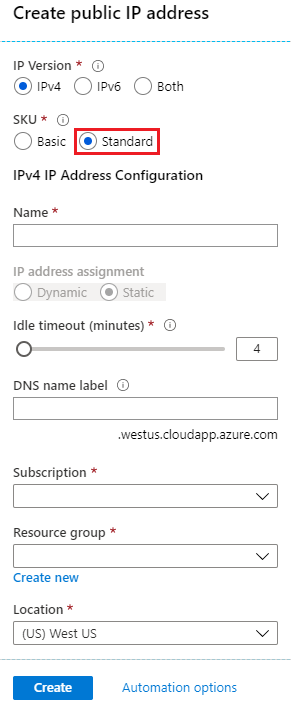 Create public IP address
IP Version *
IPv4 IPv6 Both
SKU *
Basic Standard
IPv4 IP Address Configuration
Name *
IP address assignment
Dynamic Static
Idle timeout (minutes) *
4
DNS name label
.westus.cloudapp.azure.com
Subscription *
Resource group *
Create new
Location *
(US) West US
Create Automation options